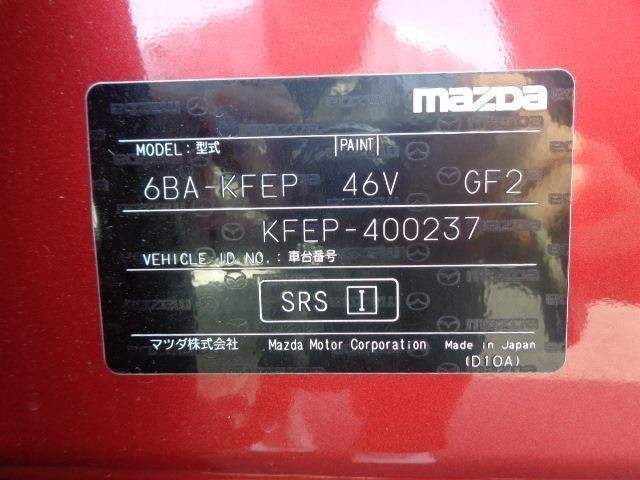 mazda
MODEL: 型式 PAINT
6BA-KFEP 46V GF2
KFEP-400237
VEHICLE ID NO.: 車台番号
SRS I
マツダ株式会社 Mazda Motor Corporation Made in Japan
(D10A)